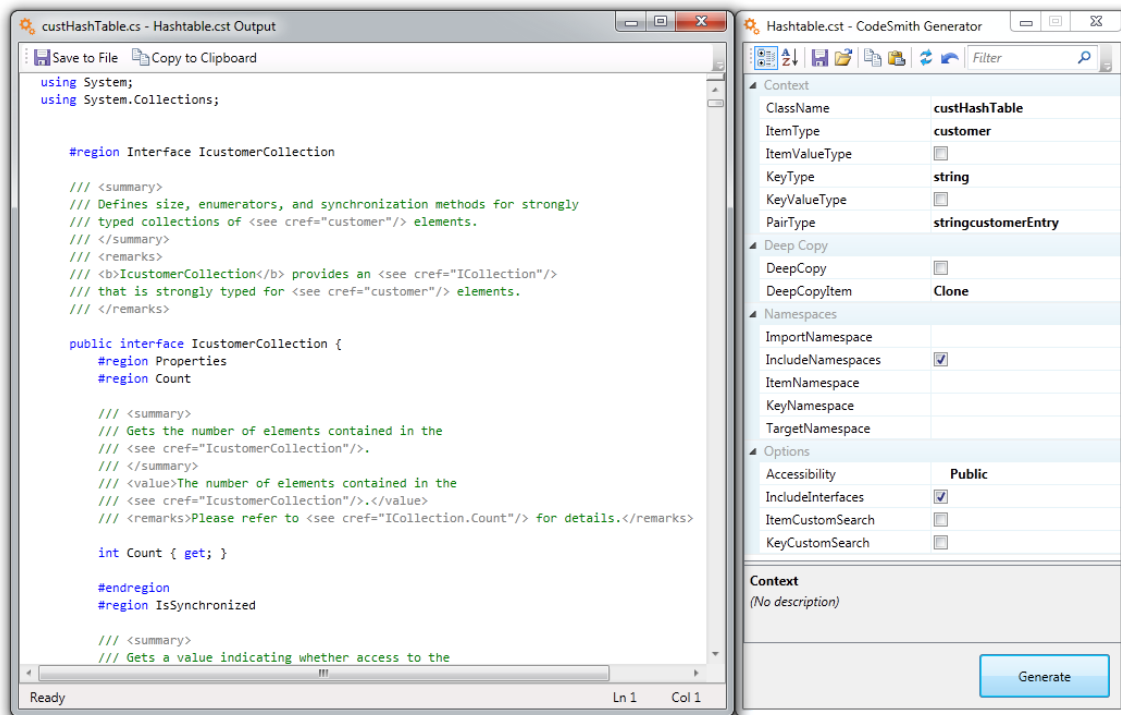 custHashTable.cs - Hashtable.cst Output
Save to File Copy to Clipboard
using System;
using System.Collections;
#region Interface IcustomerCollection
/// <summary>
/// Defines size, enumerators, and synchronization methods for strongly
/// typed collections of <see cref="customer"/> elements.
/// </summary>
/// <remarks>
/// <b>IcustomerCollection</b> provides an <see cref="ICollection"/>
/// that is strongly typed for <see cref="customer"/> elements.
/// </remarks>
public interface IcustomerCollection {
#region Properties
#region Count
/// <summary>
/// Gets the number of elements contained in the
/// <see cref="IcustomerCollection"/>.
/// </summary>
/// <value>The number of elements contained in the
/// <see cref="IcustomerCollection"/>.</value>
/// <remarks>Please refer to <see cref="ICollection.Count"/> for details.</remarks>
int Count { get; }
#endregion
#region IsSynchronized
/// <summary>
/// Gets a value indicating whether access to the
Ready Ln 1 Col 1
Hashtable.cst - CodeSmith Generator
Filter
Context
ClassName custHashTable
ItemType customer
ItemValueType
KeyType string
KeyValueType
PairType stringcustomerEntry
Deep Copy
DeepCopy
DeepCopyItem Clone
Namespaces
ImportNamespace
IncludeNamespaces
ItemNamespace
KeyNamespace
TargetNamespace
Options
Accessibility Public
IncludeInterfaces
ItemCustomSearch
KeyCustomSearch
Context
(No description)
Generate